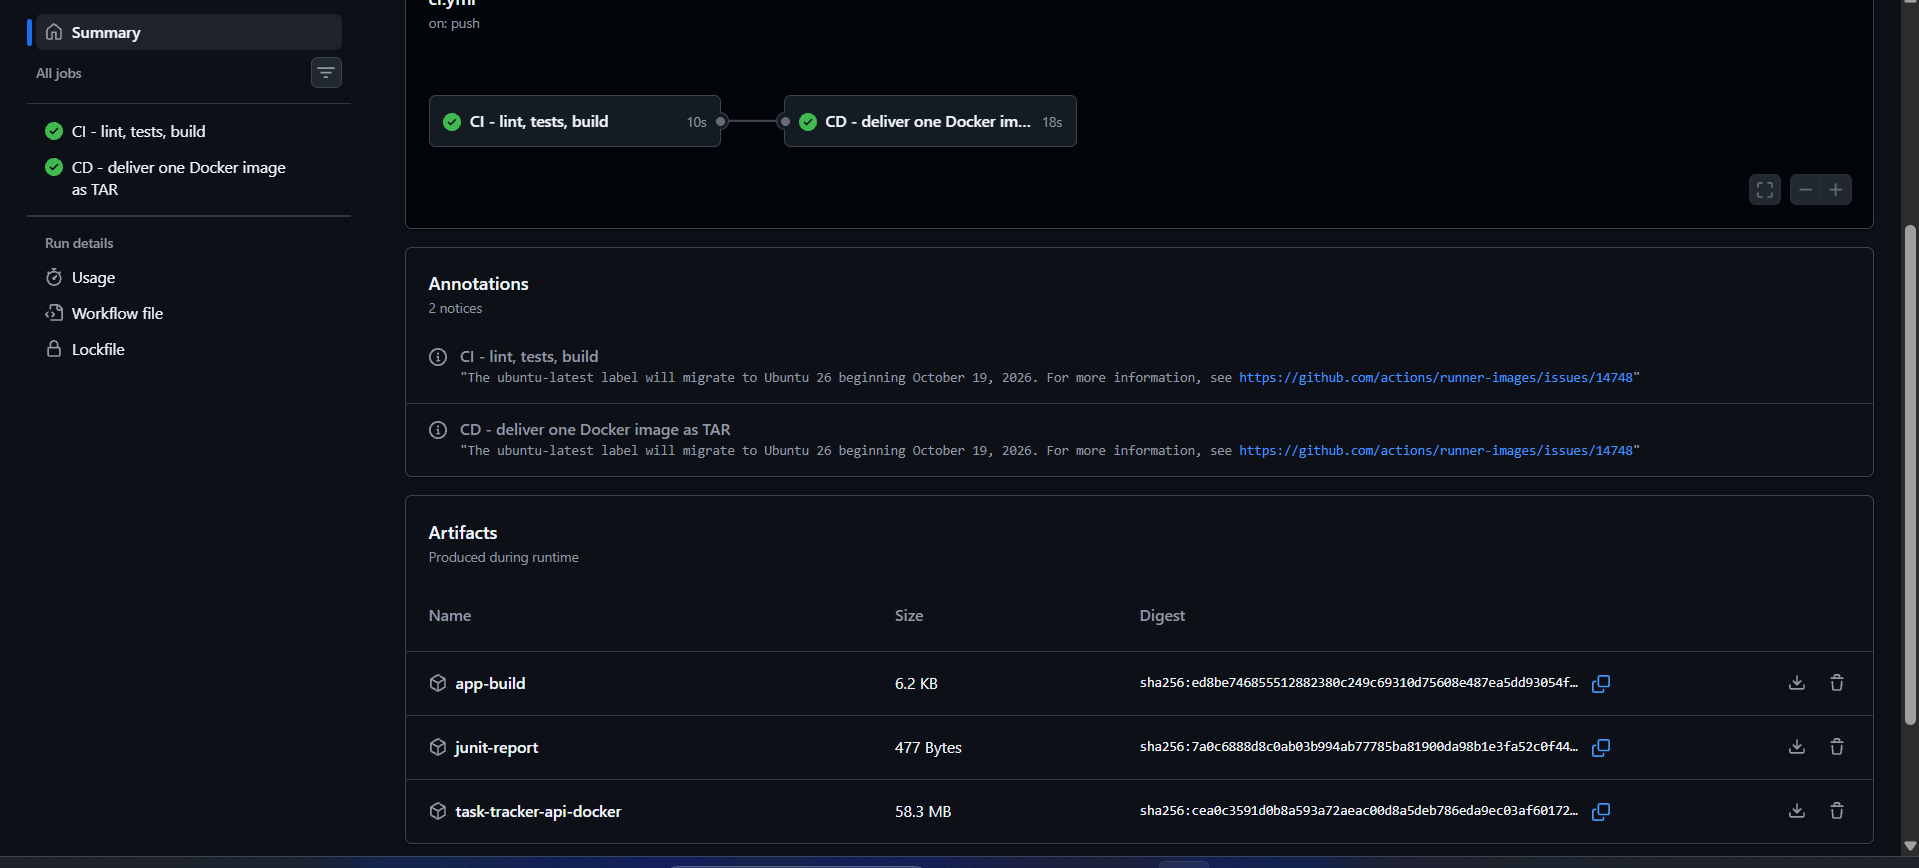 Summary
All jobs
CI - lint, tests, build
CD - deliver one Docker image
as TAR
Run details
Usage
Workflow file
Lockfile
ci.yml
on: push
CI - lint, tests, build 10s
CD - deliver one Docker im... 18s
Annotations
2 notices
CI - lint, tests, build
"The ubuntu-latest label will migrate to Ubuntu 26 beginning October 19, 2026. For more information, see https://github.com/actions/runner-images/issues/14748"
CD - deliver one Docker image as TAR
"The ubuntu-latest label will migrate to Ubuntu 26 beginning October 19, 2026. For more information, see https://github.com/actions/runner-images/issues/14748"
Artifacts
Produced during runtime
Name Size Digest
app-build 6.2 KB sha256:ed8be746855512882380c249c69310d75608e487ea5dd93054f…
junit-report 477 Bytes sha256:7a0c6888d8c0ab03b994ab77785ba81900da98b1e3fa52c0f44…
task-tracker-api-docker 58.3 MB sha256:cea0c3591d0b8a593a72aeac00d8a5deb786eda9ec03af60172…